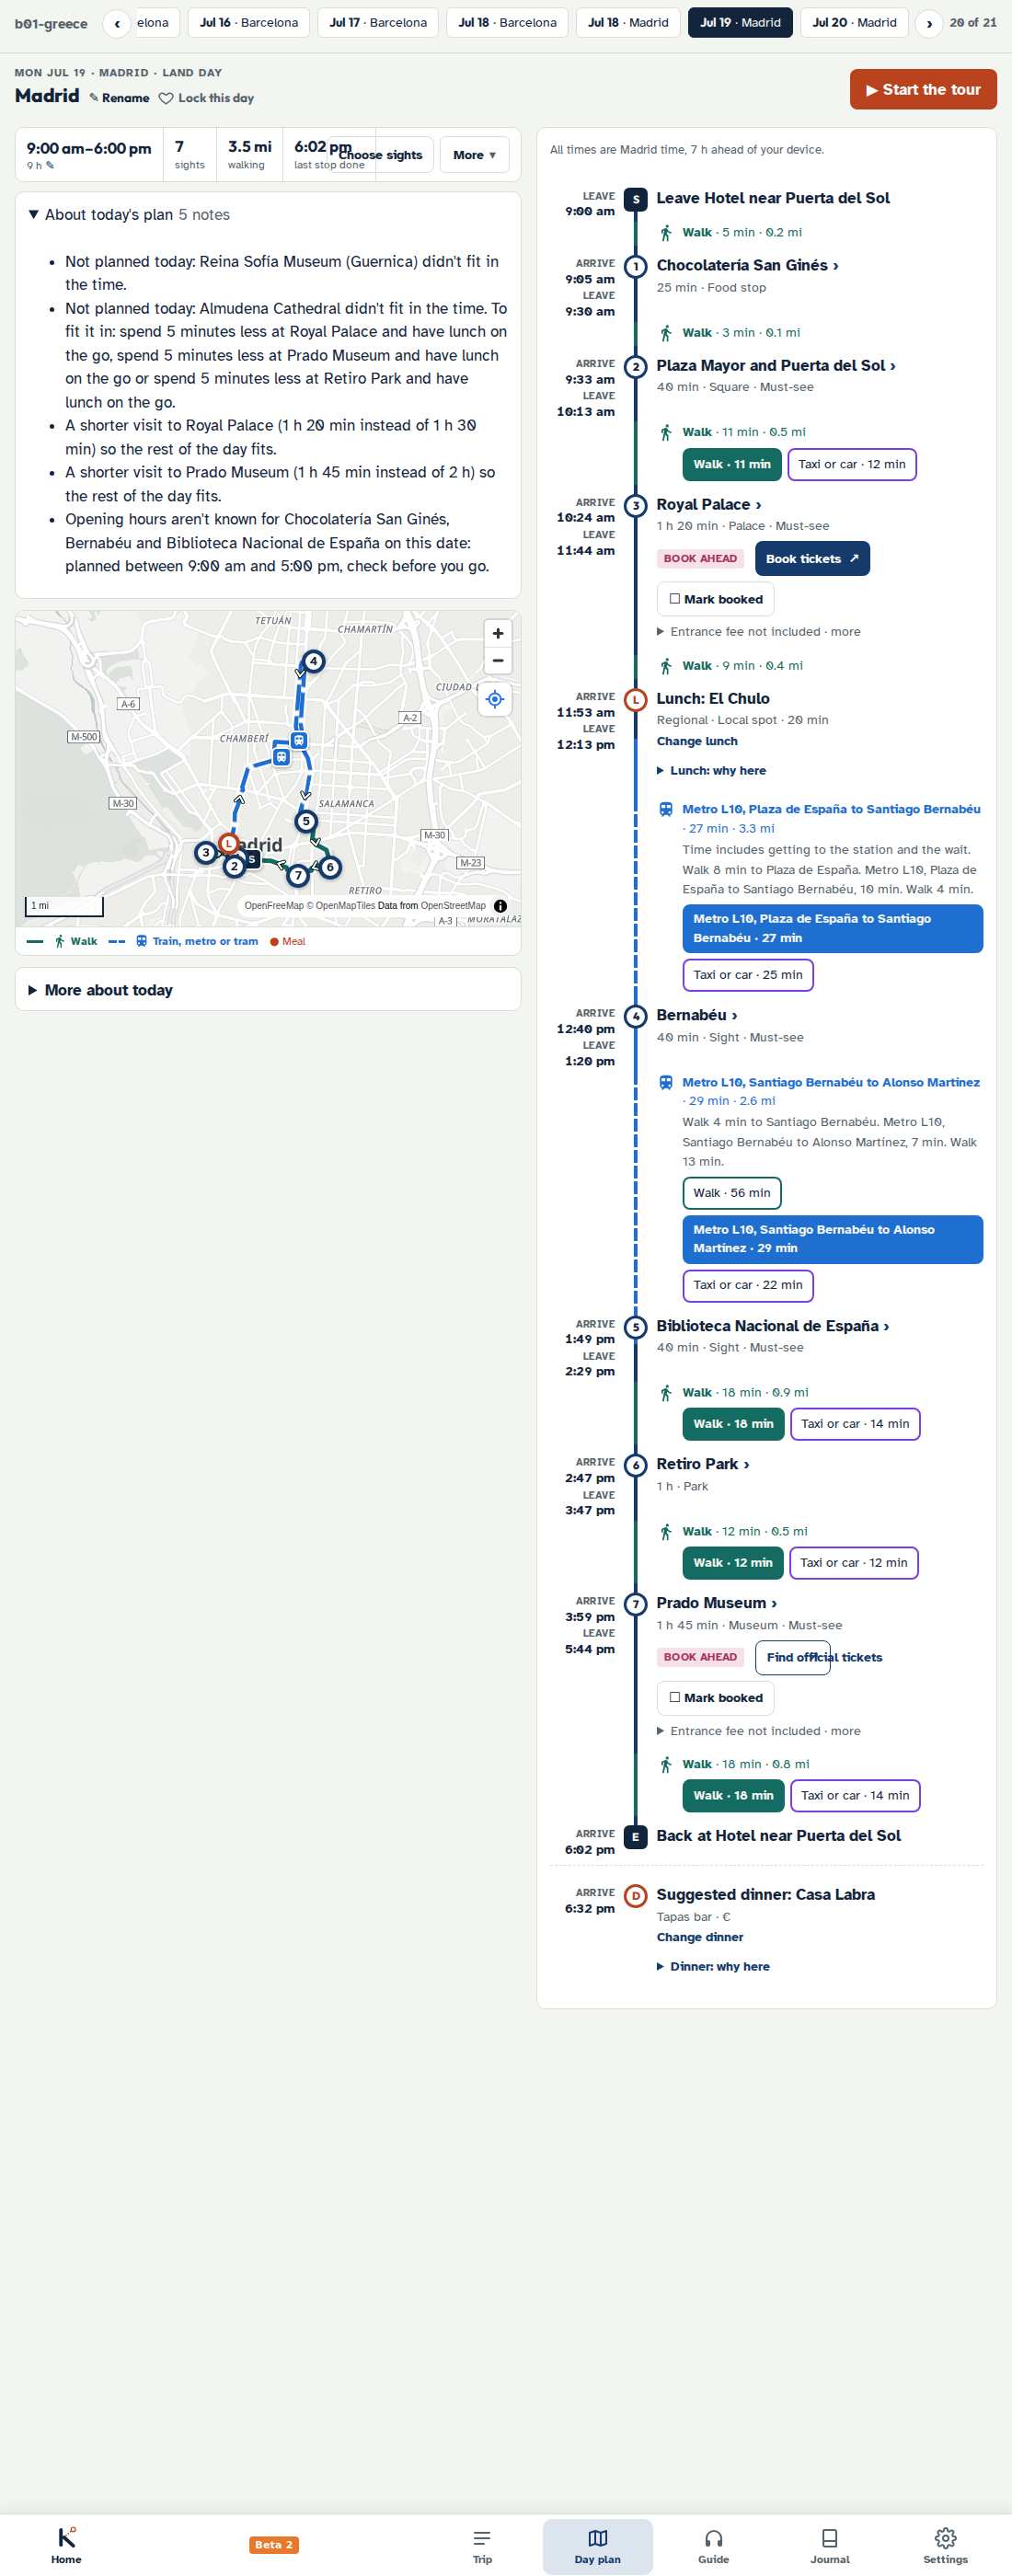 b01-greece
elona
Jul 16 · Barcelona
Jul 17 · Barcelona
Jul 18 · Barcelona
Jul 18 · Madrid
Jul 19 · Madrid
Jul 20 · Madrid
20 of 21
MON JUL 19 · MADRID · LAND DAY
Madrid ✎ Rename Lock this day
▶ Start the tour
9:00 am–6:00 pm
9 h ✎
7
sights
3.5 mi
walking
6:02 pm
last stop done
Choose sights
More ▾
▼ About today's plan 5 notes
• Not planned today: Reina Sofía Museum (Guernica) didn't fit in
the time.
• Not planned today: Almudena Cathedral didn't fit in the time. To
fit it in: spend 5 minutes less at Royal Palace and have lunch on
the go, spend 5 minutes less at Prado Museum and have lunch
on the go or spend 5 minutes less at Retiro Park and have
lunch on the go.
• A shorter visit to Royal Palace (1 h 20 min instead of 1 h 30
min) so the rest of the day fits.
• A shorter visit to Prado Museum (1 h 45 min instead of 2 h) so
the rest of the day fits.
• Opening hours aren't known for Chocolatería San Ginés,
Bernabéu and Biblioteca Nacional de España on this date:
planned between 9:00 am and 5:00 pm, check before you go.
TETUÁN
CHAMARTÍN
4
CIUDAD L
A-6
A-2
M-500
CHAMBERÍ
M-30
SALAMANCA
5
M-30
L
adrid
3
2
S
7
6
M-23
RETIRO
1 mi
OpenFreeMap © OpenMapTiles Data from OpenStreetMap
A-3
MORATALAZ
Walk
Train, metro or tram
Meal
▶ More about today
All times are Madrid time, 7 h ahead of your device.
LEAVE
9:00 am
S
Leave Hotel near Puerta del Sol
Walk · 5 min · 0.2 mi
ARRIVE
9:05 am
LEAVE
9:30 am
1
Chocolatería San Ginés ›
25 min · Food stop
Walk · 3 min · 0.1 mi
ARRIVE
9:33 am
LEAVE
10:13 am
2
Plaza Mayor and Puerta del Sol ›
40 min · Square · Must-see
Walk · 11 min · 0.5 mi
Walk · 11 min
Taxi or car · 12 min
ARRIVE
10:24 am
LEAVE
11:44 am
3
Royal Palace ›
1 h 20 min · Palace · Must-see
BOOK AHEAD
Book tickets ↗
☐ Mark booked
▶ Entrance fee not included · more
Walk · 9 min · 0.4 mi
ARRIVE
11:53 am
LEAVE
12:13 pm
L
Lunch: El Chulo
Regional · Local spot · 20 min
Change lunch
▶ Lunch: why here
Metro L10, Plaza de España to Santiago Bernabéu
· 27 min · 3.3 mi
Time includes getting to the station and the wait.
Walk 8 min to Plaza de España. Metro L10, Plaza de
España to Santiago Bernabéu, 10 min. Walk 4 min.
Metro L10, Plaza de España to Santiago
Bernabéu · 27 min
Taxi or car · 25 min
ARRIVE
12:40 pm
LEAVE
1:20 pm
4
Bernabéu ›
40 min · Sight · Must-see
Metro L10, Santiago Bernabéu to Alonso Martínez
· 29 min · 2.6 mi
Walk 4 min to Santiago Bernabéu. Metro L10,
Santiago Bernabéu to Alonso Martínez, 7 min. Walk
13 min.
Walk · 56 min
Metro L10, Santiago Bernabéu to Alonso
Martínez · 29 min
Taxi or car · 22 min
ARRIVE
1:49 pm
LEAVE
2:29 pm
5
Biblioteca Nacional de España ›
40 min · Sight · Must-see
Walk · 18 min · 0.9 mi
Walk · 18 min
Taxi or car · 14 min
ARRIVE
2:47 pm
LEAVE
3:47 pm
6
Retiro Park ›
1 h · Park
Walk · 12 min · 0.5 mi
Walk · 12 min
Taxi or car · 12 min
ARRIVE
3:59 pm
LEAVE
5:44 pm
7
Prado Museum ›
1 h 45 min · Museum · Must-see
BOOK AHEAD
Find official tickets ↗
☐ Mark booked
▶ Entrance fee not included · more
Walk · 18 min · 0.8 mi
Walk · 18 min
Taxi or car · 14 min
ARRIVE
6:02 pm
E
Back at Hotel near Puerta del Sol
ARRIVE
6:32 pm
D
Suggested dinner: Casa Labra
Tapas bar · €
Change dinner
▶ Dinner: why here
Home
Beta 2
Trip
Day plan
Guide
Journal
Settings